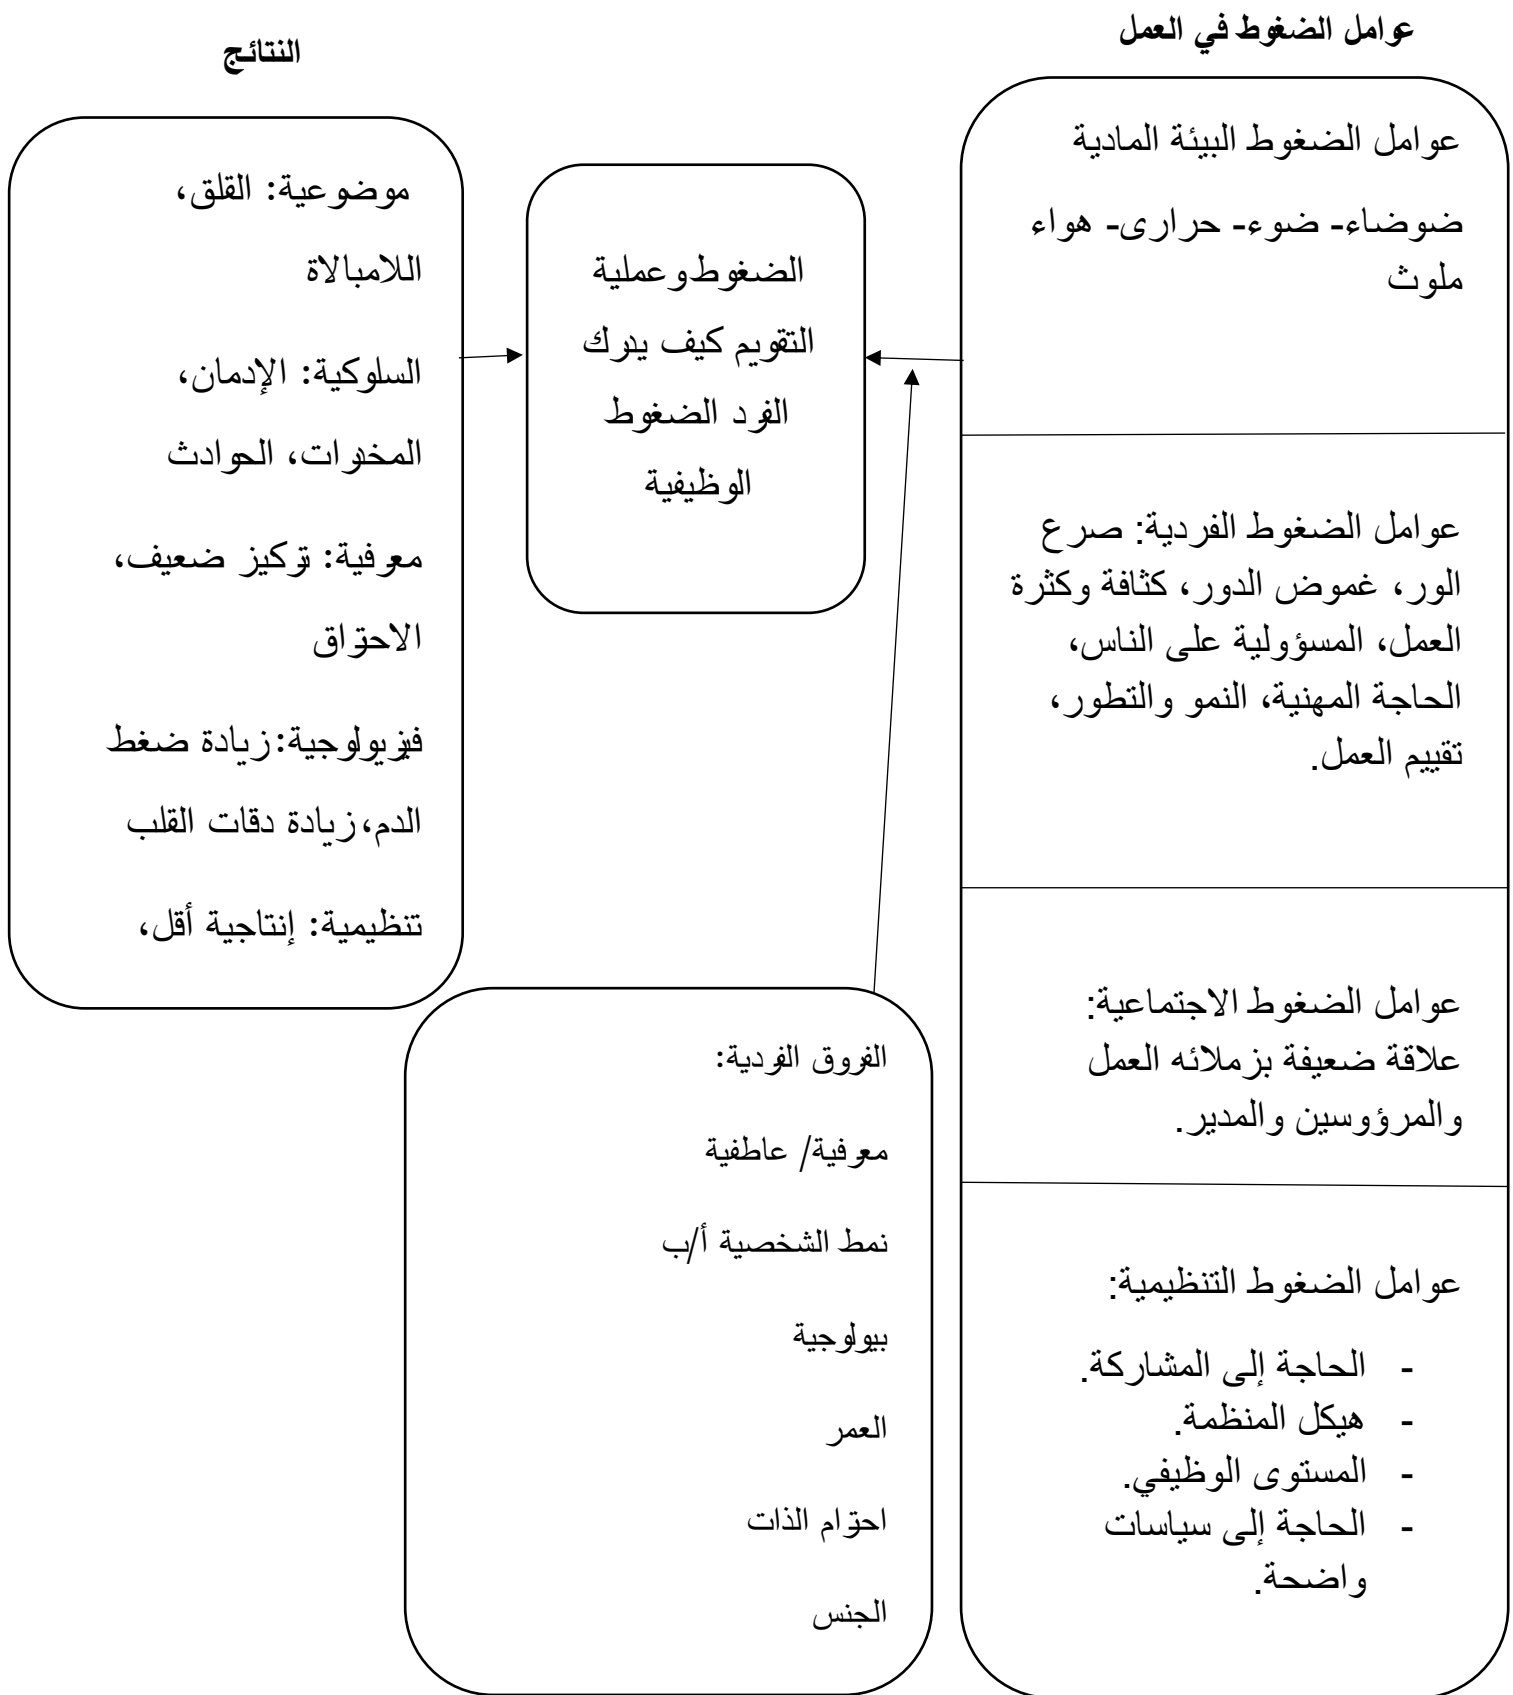 عوامل الضغوط في العمل
عوامل الضغوط البيئة المادية
ضوضاء- ضوء- حرارى- هواء
ملوث
عوامل الضغوط الفردية: صرع
الور، غموض الدور، كثافة وكثرة
العمل، المسؤولية على الناس،
الحاجة المهنية، النمو والتطور،
تقييم العمل.
عوامل الضغوط الاجتماعية:
علاقة ضعيفة بزملائه العمل
والمرؤوسين والمدير.
عوامل الضغوط التنظيمية:
- الحاجة إلى المشاركة.
- هيكل المنظمة.
- المستوى الوظيفي.
- الحاجة إلى سياسات
واضحة.
الضغوط وعملية
التقويم كيف يدرك
الفرد الضغوط
الوظيفية
النتائج
موضوعية: القلق،
اللامبالاة
السلوكية: الإدمان،
المخدرات، الحوادث
معرفية: تركيز ضعيف،
الاحتراق
فيزيولوجية: زيادة ضغط
الدم، زيادة دقات القلب
تنظيمية: إنتاجية أقل،
الفروق الفردية:
معرفية/ عاطفية
نمط الشخصية أ/ب
بيولوجية
العمر
احترام الذات
الجنس